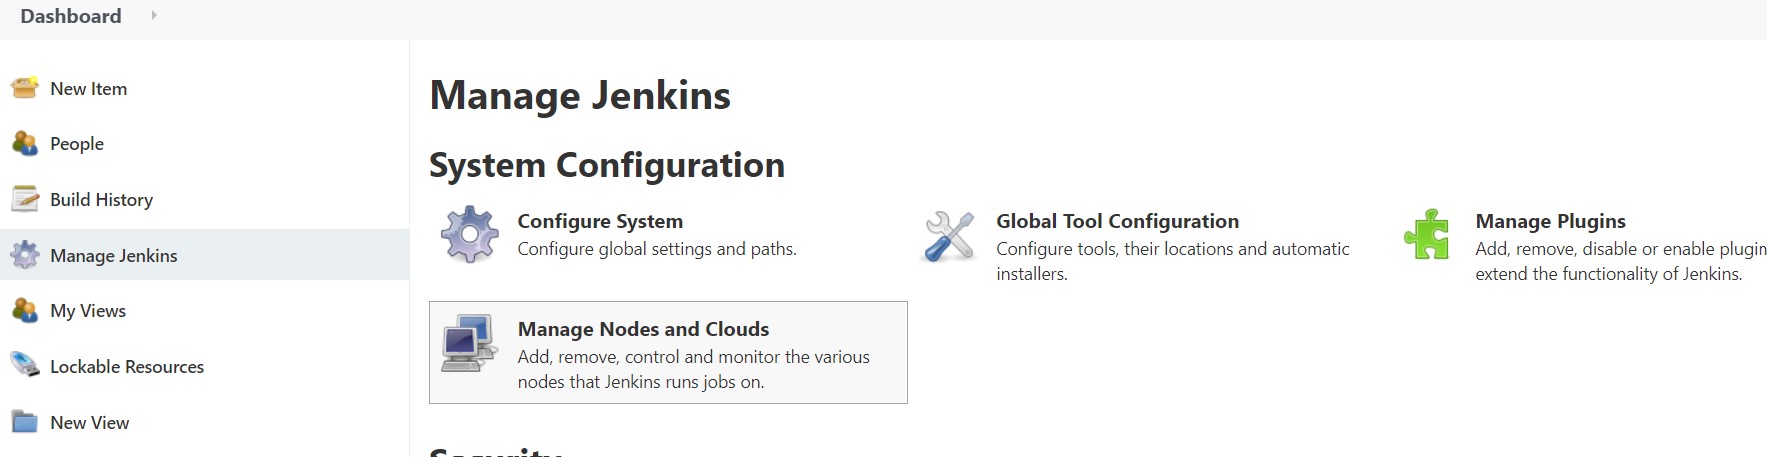 Dashboard
New Item
People
Build History
Manage Jenkins
My Views
Lockable Resources
New View
Manage Jenkins
System Configuration
Configure System
Configure global settings and paths.
Global Tool Configuration
Configure tools, their locations and automatic
installers.
Manage Plugins
Add, remove, disable or enable plugin
extend the functionality of Jenkins.
Manage Nodes and Clouds
Add, remove, control and monitor the various
nodes that Jenkins runs jobs on.
Security